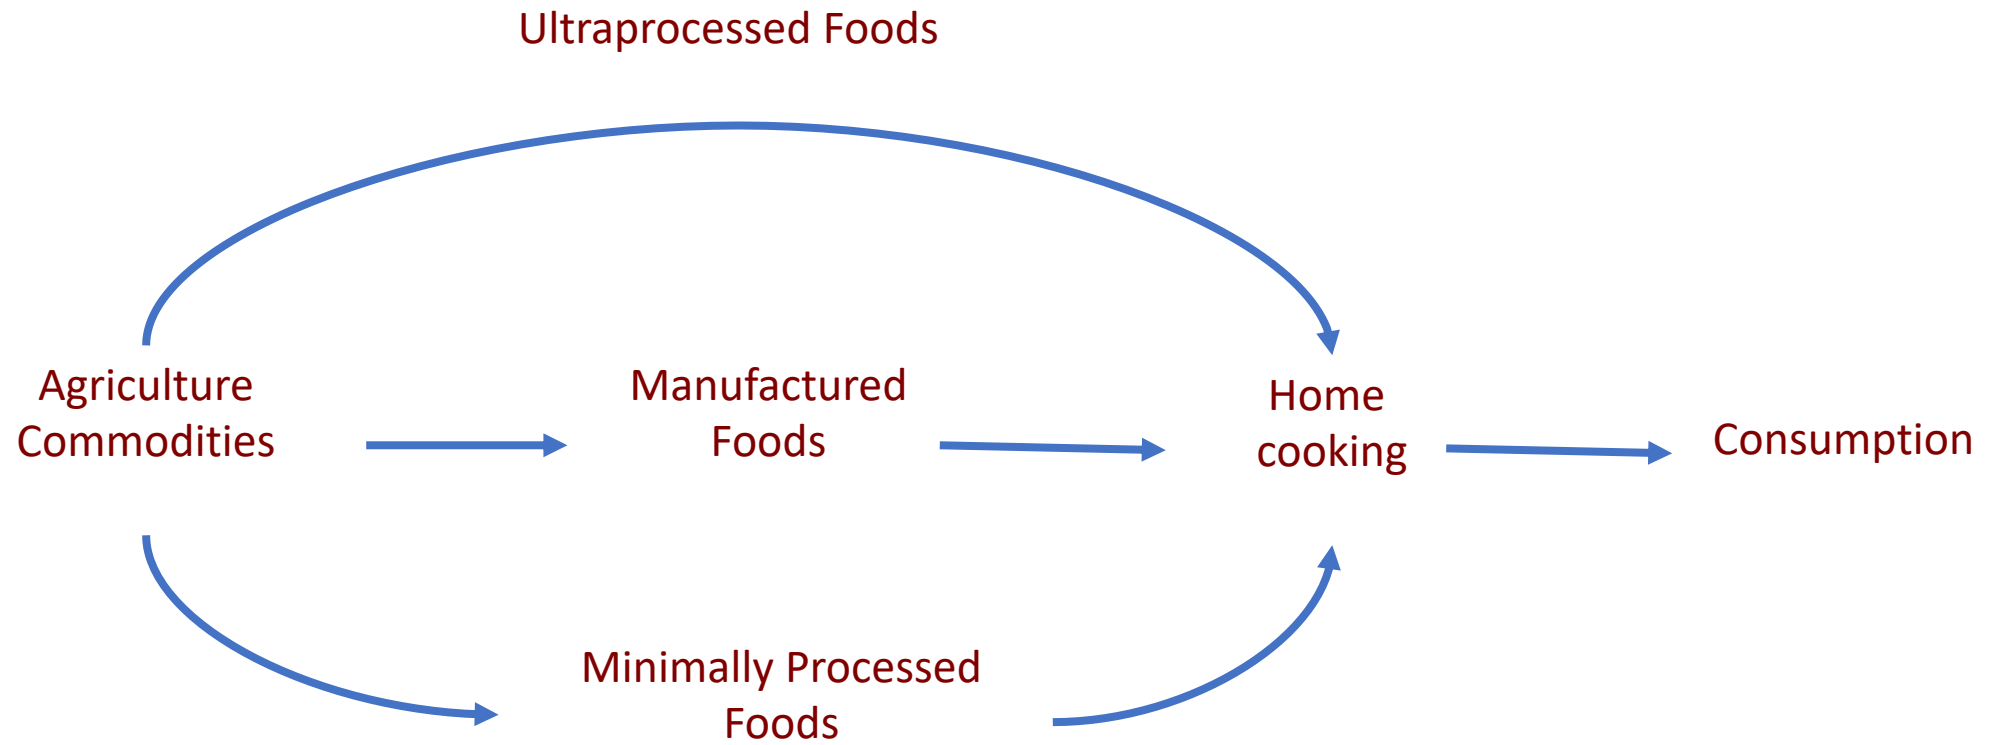 Ultraprocessed Foods
Agriculture
Commodities
Manufactured
Foods
Home
cooking
Consumption
Minimally Processed
Foods